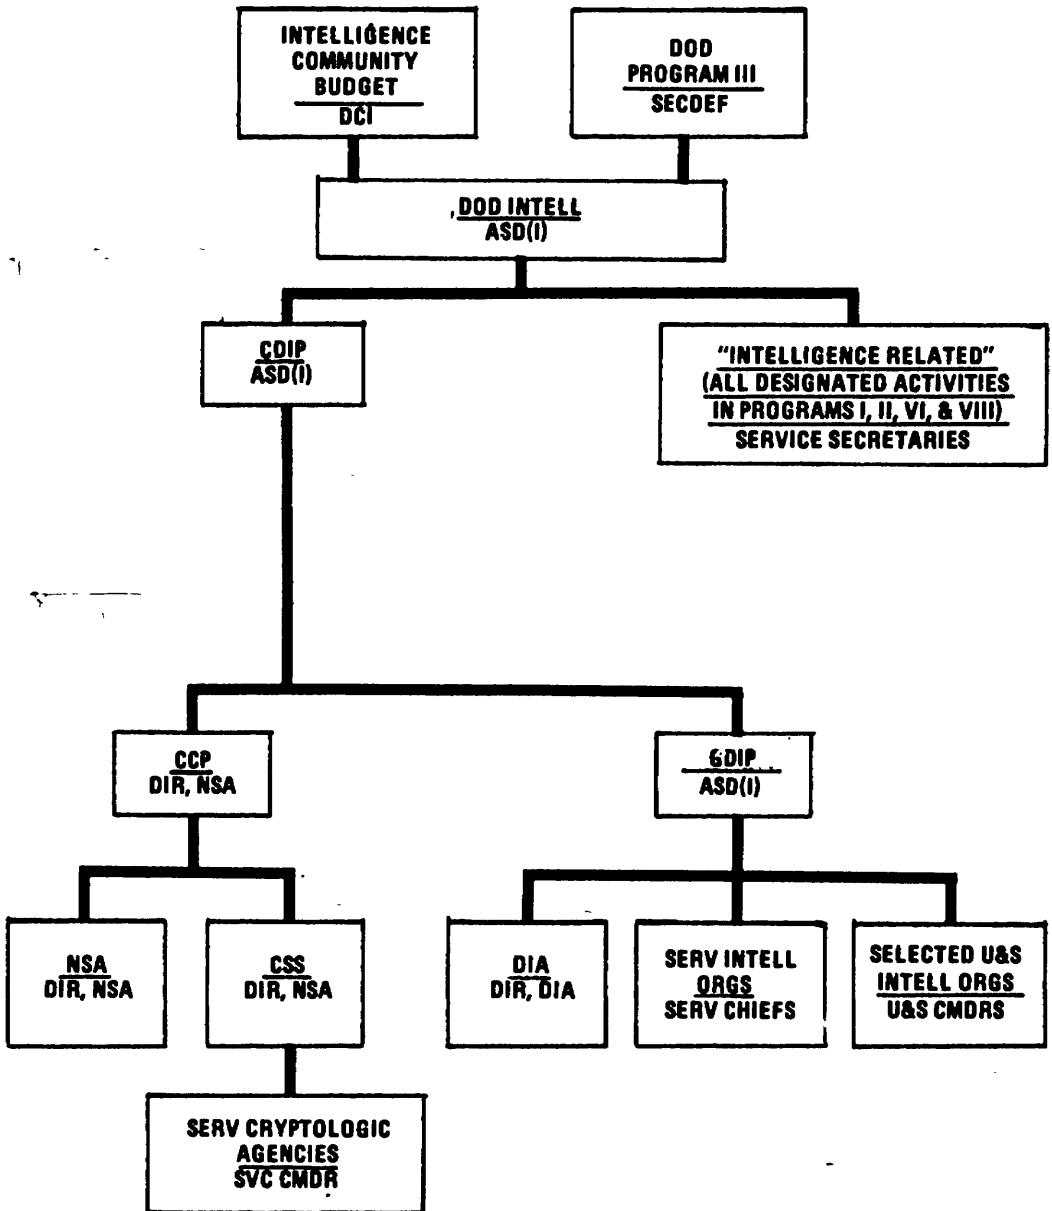 INTELLIGENCE
COMMUNITY
BUDGET
DCI
DOD
PROGRAM III
SECDEF
DOD INTELL
ASD(I)
CDIP
ASD(I)
"INTELLIGENCE RELATED"
(ALL DESIGNATED ACTIVITIES
IN PROGRAMS I, II, VI, & VIII)
SERVICE SECRETARIES
CCP
DIR, NSA
GDIP
ASD(I)
NSA
DIR, NSA
CSS
DIR, NSA
DIA
DIR, DIA
SERV INTELL
ORGS
SERV CHIEFS
SELECTED U&S
INTELL ORGS
U&S CMDRS
SERV CRYPTOLOGIC
AGENCIES
SVC CMDR